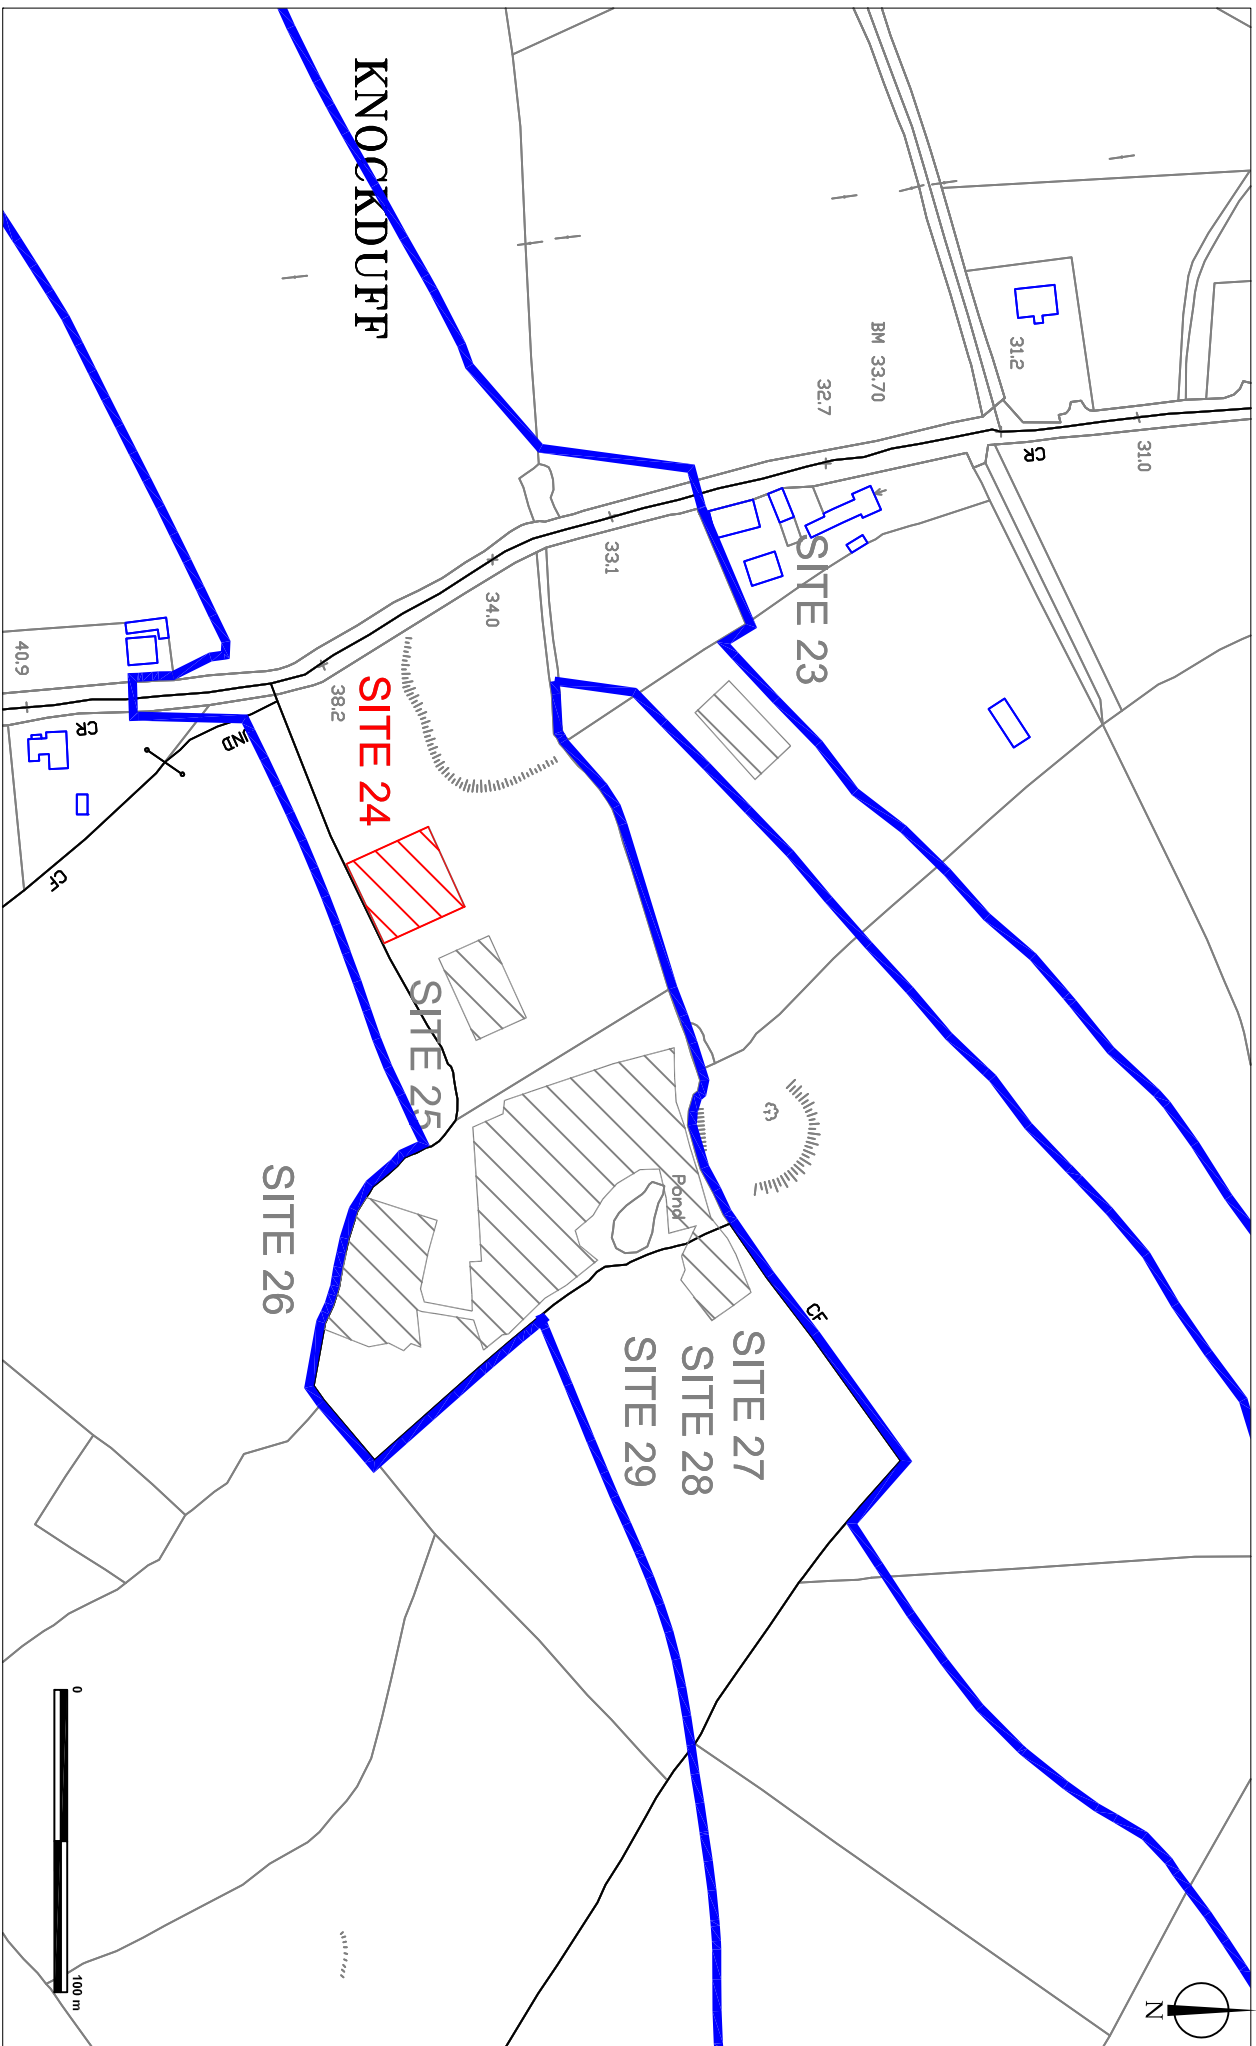 KNOCKDUFF
31.2
BM 33.70
32.7
31.0
CR
33.1
34.0
SITE 23
40.9
38.2
CR
UND
CF
SITE 24
SITE 25
SITE 26
Pond
CF
SITE 27
SITE 28
SITE 29
0
100 m
N